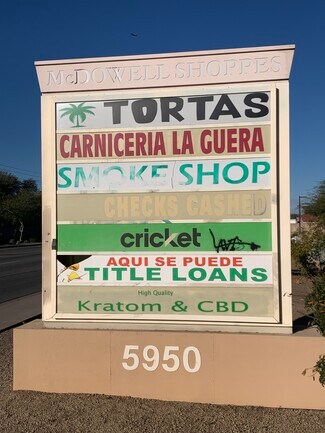 McDOWELL SHOPPES
TORTAS
CARNICERIA LA GUERA
SMOKE SHOP
CHECKS CASHED
cricket
AQUI SE PUEDE
TITLE LOANS
High Quality
Kratom & CBD
5950